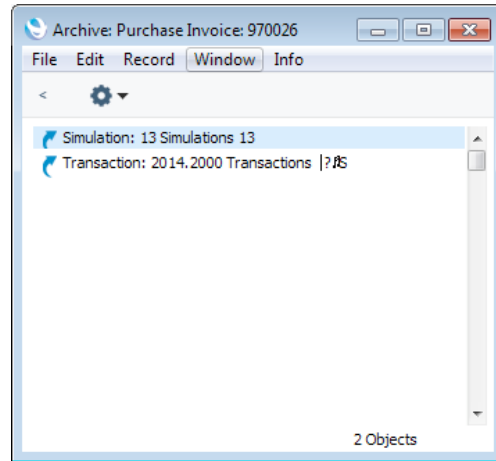 Archive: Purchase Invoice: 970026
File Edit Record Window Info
<
Simulation: 13 Simulations 13
Transaction: 2014.2000 Transactions
2 Objects